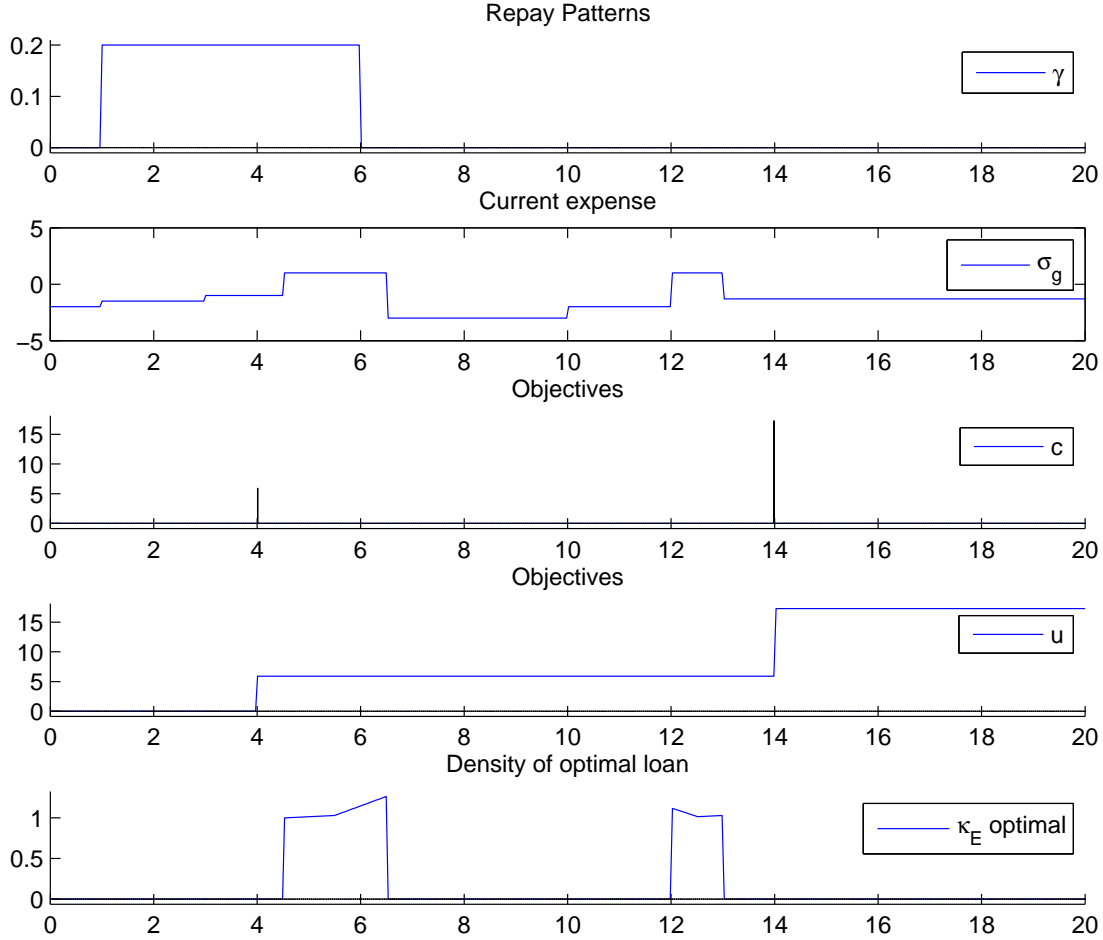 Repay Patterns
0.2
0.1
0
γ
0 2 4 6 8 10 12 14 16 18 20
Current expense
5
0
−5
σg
0 2 4 6 8 10 12 14 16 18 20
Objectives
15
10
5
0
c
0 2 4 6 8 10 12 14 16 18 20
Objectives
15
10
5
0
u
0 2 4 6 8 10 12 14 16 18 20
Density of optimal loan
1
0.5
0
κE optimal
0 2 4 6 8 10 12 14 16 18 20